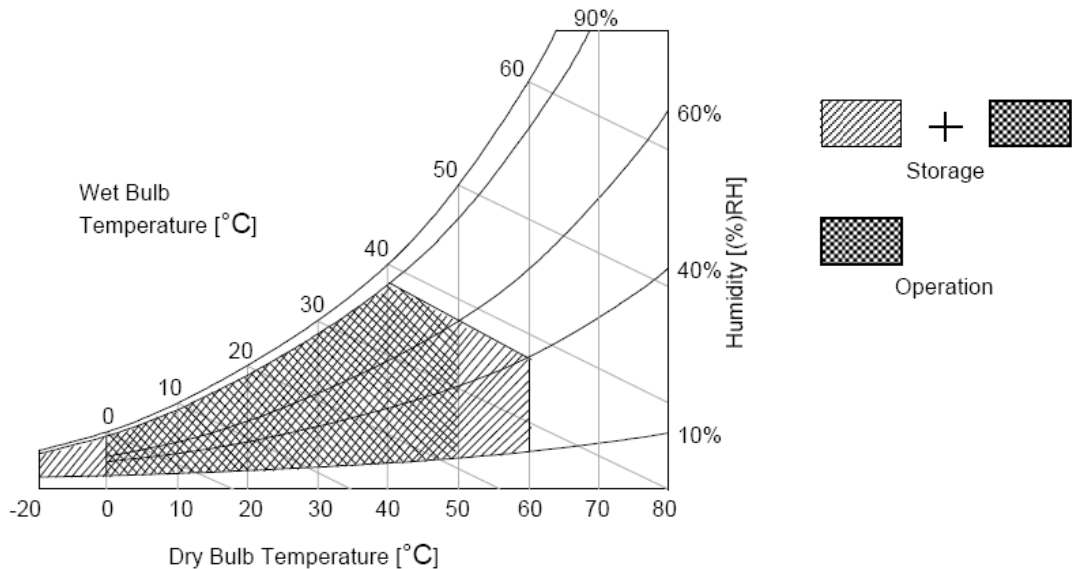 90%
60
60%
50
Wet Bulb
Temperature [°C]
40
40%
30
20
10
0
10%
Humidity [(%)RH]
-20 0 10 20 30 40 50 60 70 80
Dry Bulb Temperature [°C]
+
Storage
Operation